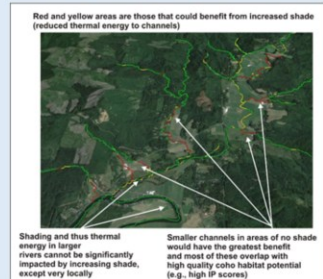 Red and yellow areas are those that could benefit from increased shade
(reduced thermal energy to channels)
Shading and thus thermal
energy in larger
rivers cannot be significantly
impacted by increasing shade,
except very locally
Smaller channels in areas of no shade
would have the greatest benefit
and most of these overlap with
high quality coho habitat potential
(e.g., high IP scores)